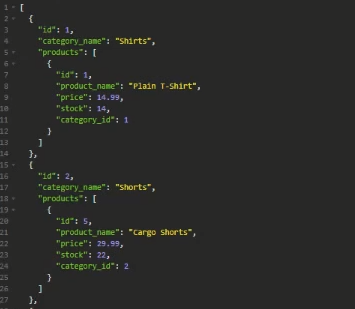 1 [
2 {
3 "id": 1,
4 "category_name": "Shirts",
5 "products": [
6 {
7 "id": 1,
8 "product_name": "Plain T-Shirt",
9 "price": 14.99,
10 "stock": 14,
11 "category_id": 1
12 }
13 ]
14 },
15 {
16 "id": 2,
17 "category_name": "Shorts",
18 "products": [
19 {
20 "id": 5,
21 "product_name": "Cargo Shorts",
22 "price": 29.99,
23 "stock": 22,
24 "category_id": 2
25 }
26 ]
27 },